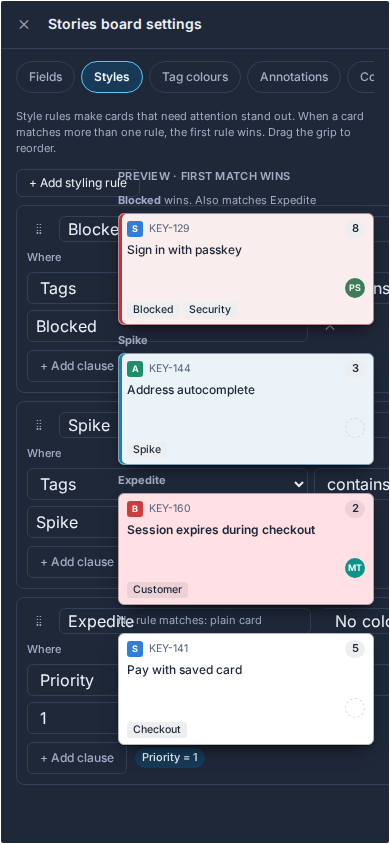 Stories board settings
Fields
Styles
Tag colours
Annotations
Co
Style rules make cards that need attention stand out. When a card
matches more than one rule, the first rule wins. Drag the grip to
reorder.
+ Add styling rule
PREVIEW · FIRST MATCH WINS
Blocked wins. Also matches Expedite
Blocke
Where
Tags
ns
Blocked
+ Add clause
S KEY-129 8
Sign in with passkey
PS
Blocked Security
Spike
A KEY-144 3
Address autocomplete
Spike
Spike
Where
Tags
contains
Spike
+ Add clause
Expedite
B KEY-160 2
Session expires during checkout
MT
Customer
Expedite
No colo
rule matches: plain card
Where
Priority
1
+ Add clause
Priority = 1
S KEY-141 5
Pay with saved card
Checkout